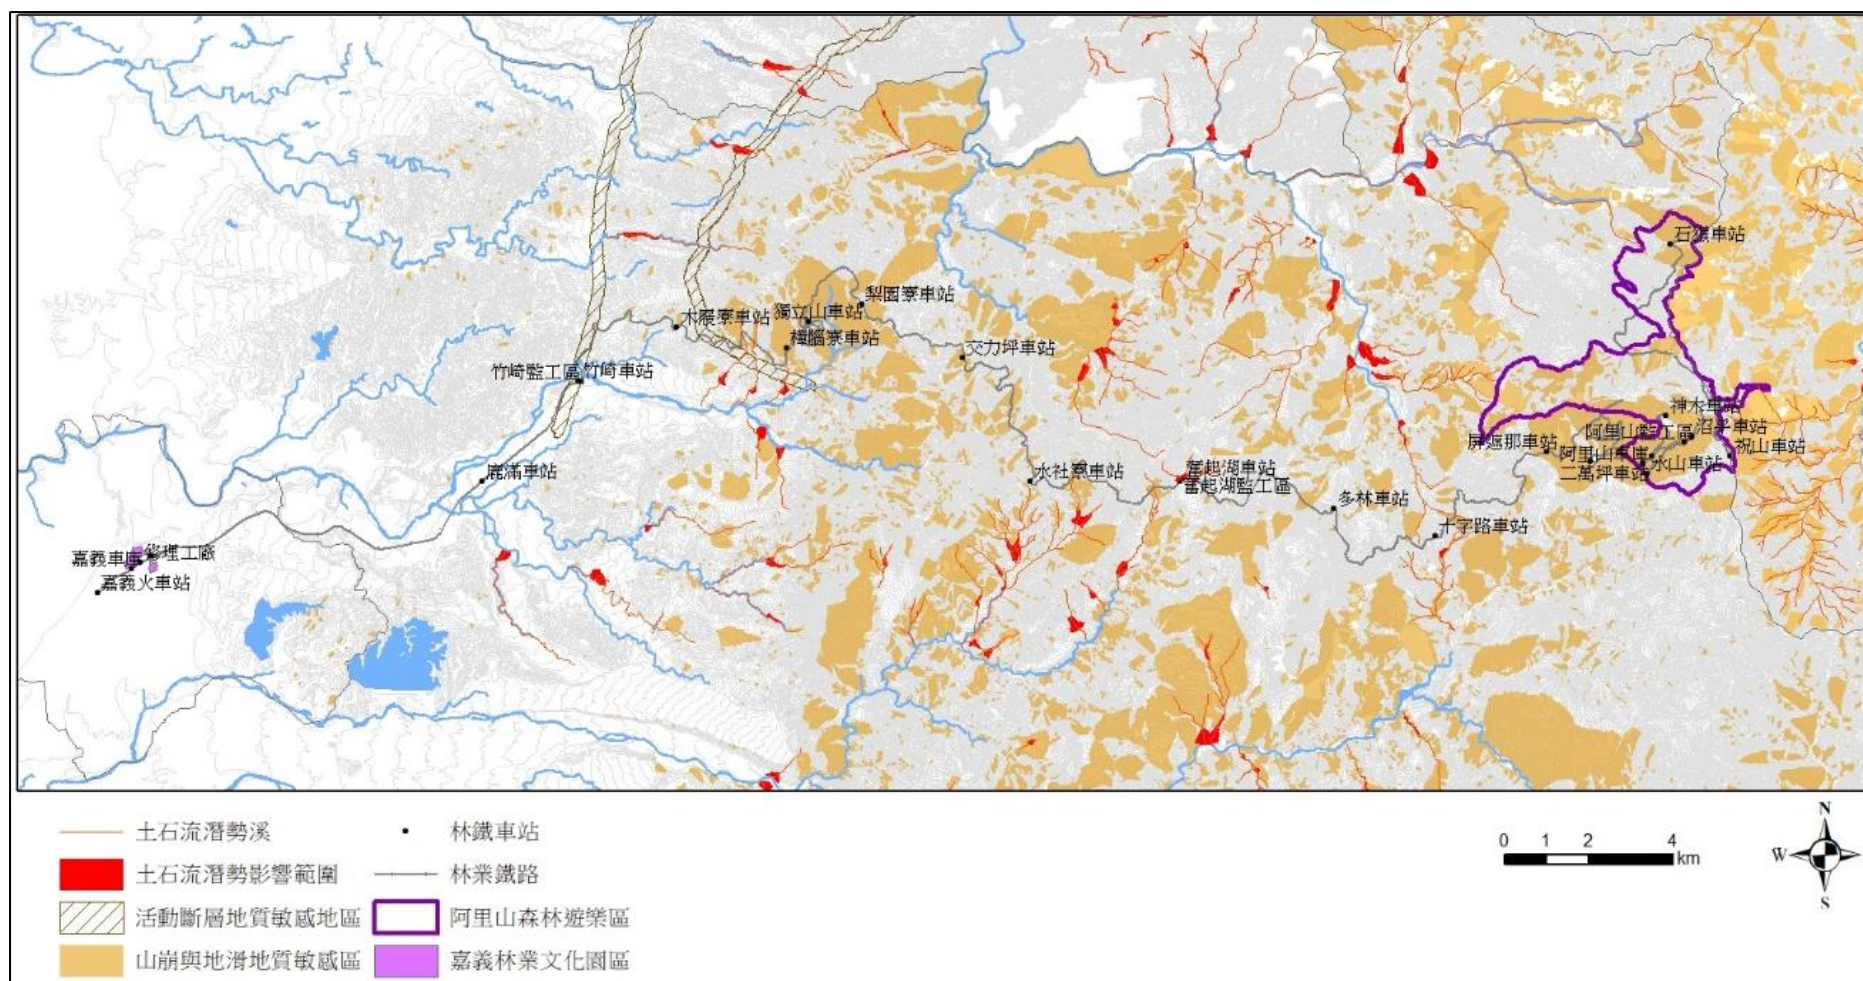 石猴車站
梨園寮車站
獨立山車站
木履寮車站
樟腦寮車站
交力坪車站
竹崎監工區
竹崎車站
神木車站
沼平車站
阿里山監工區
屏遮那車站
祝山車站
阿里山車庫
水山車站
二萬坪車站
鹿滿車站
水社寮車站
奮起湖車站
奮起湖監工區
多林車站
十字路車站
嘉義車庫
修理工廠
嘉義火車站
土石流潛勢溪
林鐵車站
土石流潛勢影響範圍
林業鐵路
活動斷層地質敏感地區
阿里山森林遊樂區
山崩與地滑地質敏感區
嘉義林業文化園區
0 1 2 4
km
N
W
S